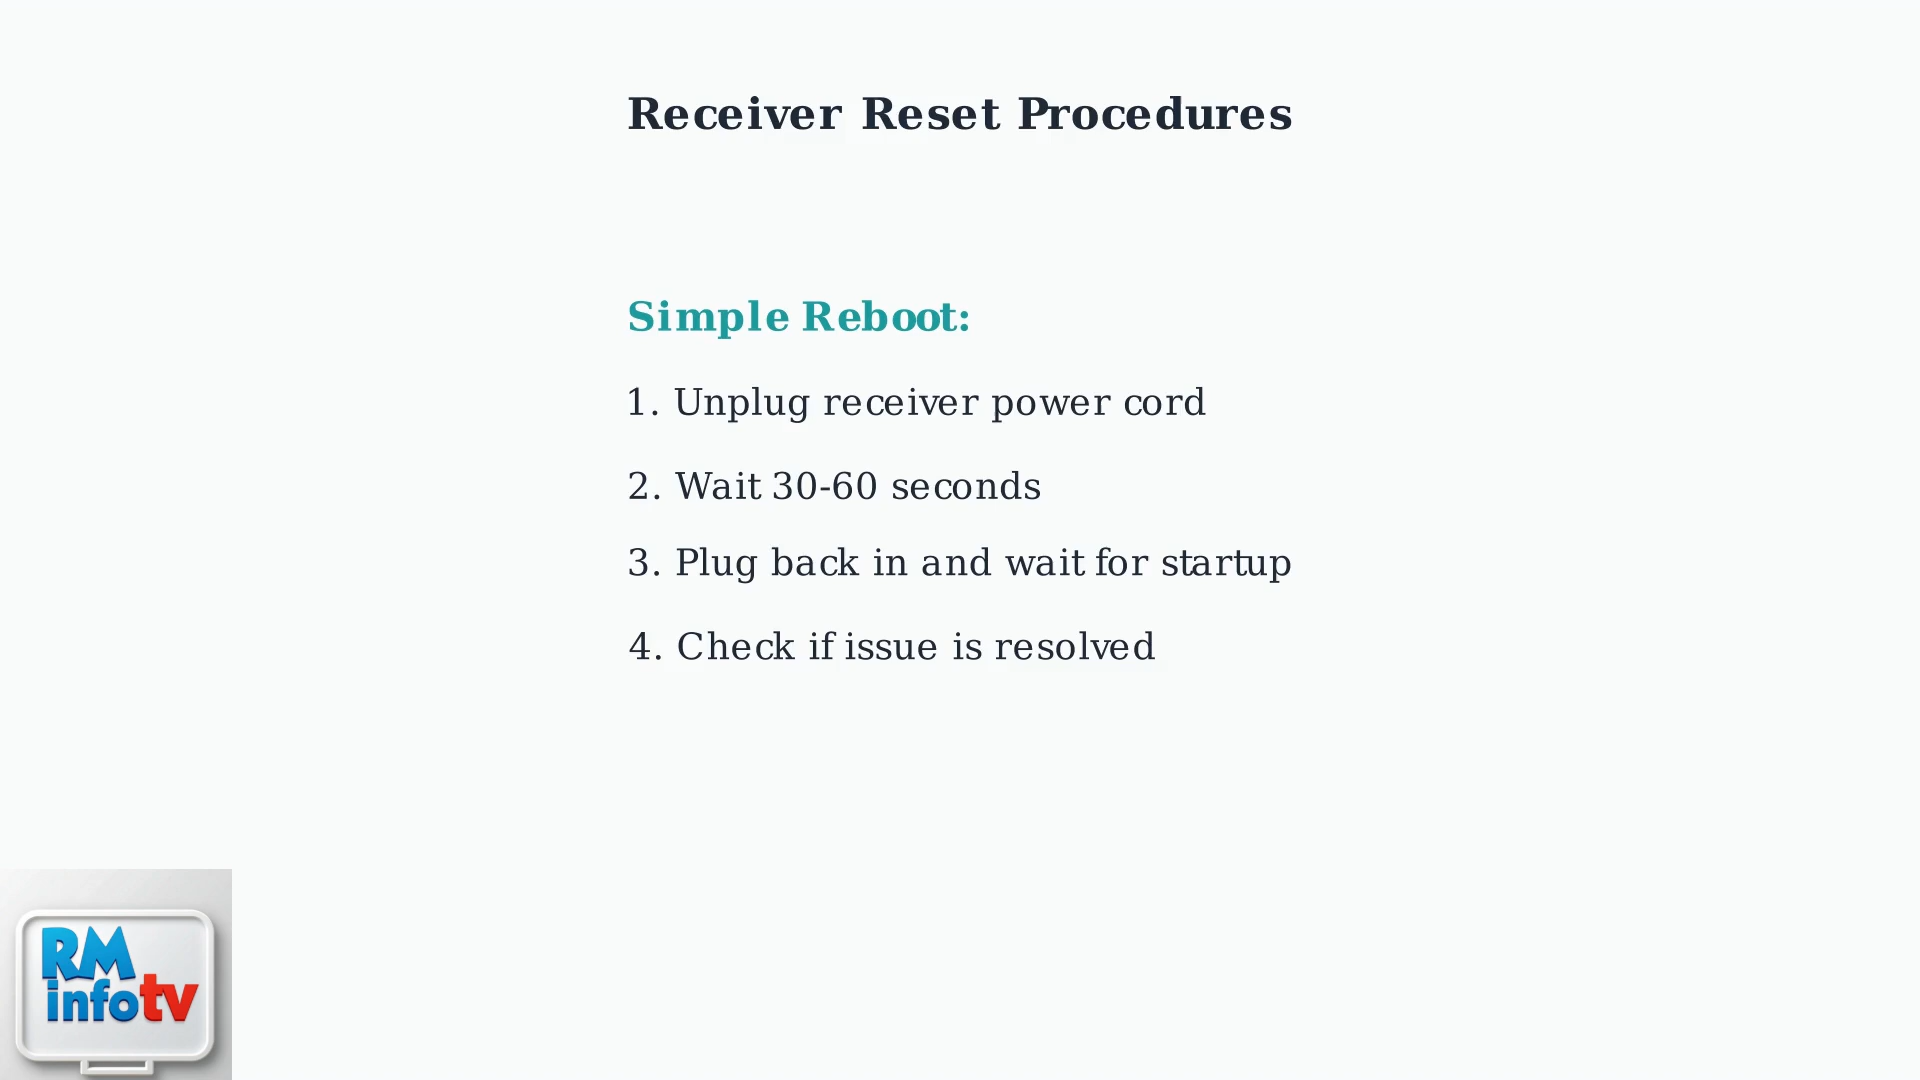 Receiver Reset Procedures
Simple Reboot:
1. Unplug receiver power cord
2. Wait 30-60 seconds
3. Plug back in and wait for startup
4. Check if issue is resolved
RM
infotv